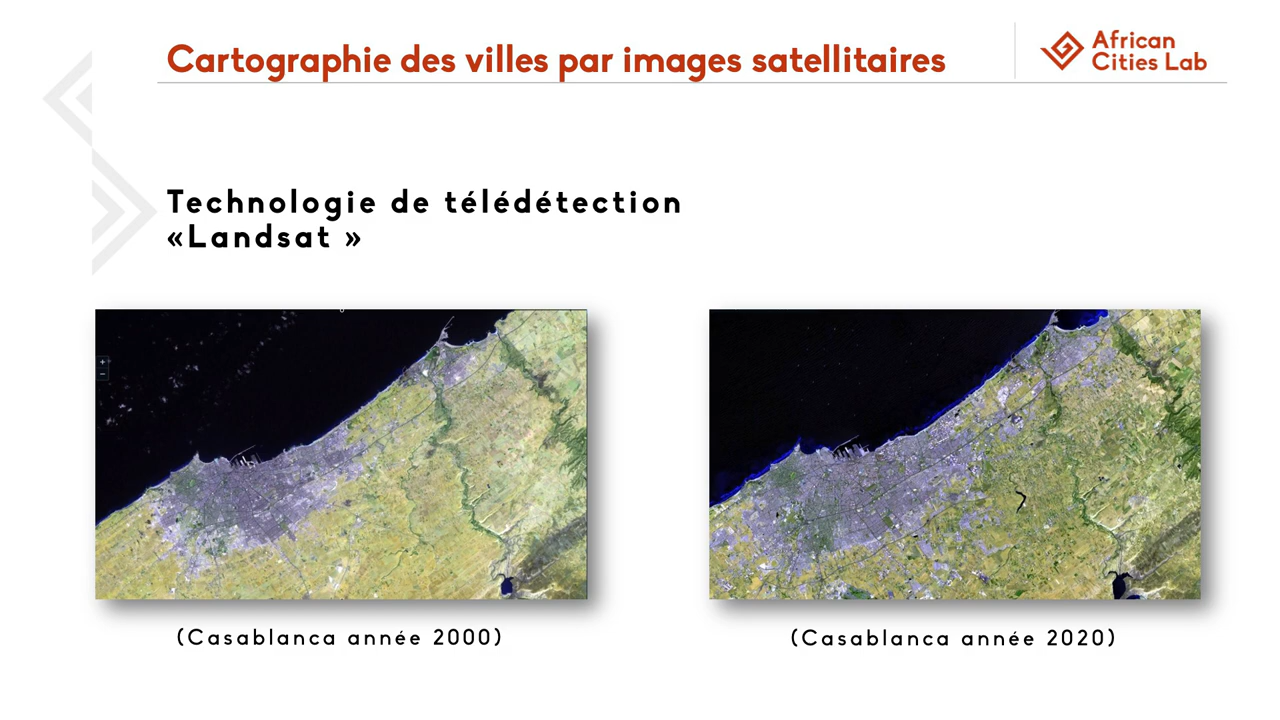 Cartographie des villes par images satellitaires
African
Cities Lab
Technologie de télédétection
«Landsat »
(Casablanca année 2000)
(Casablanca année 2020)